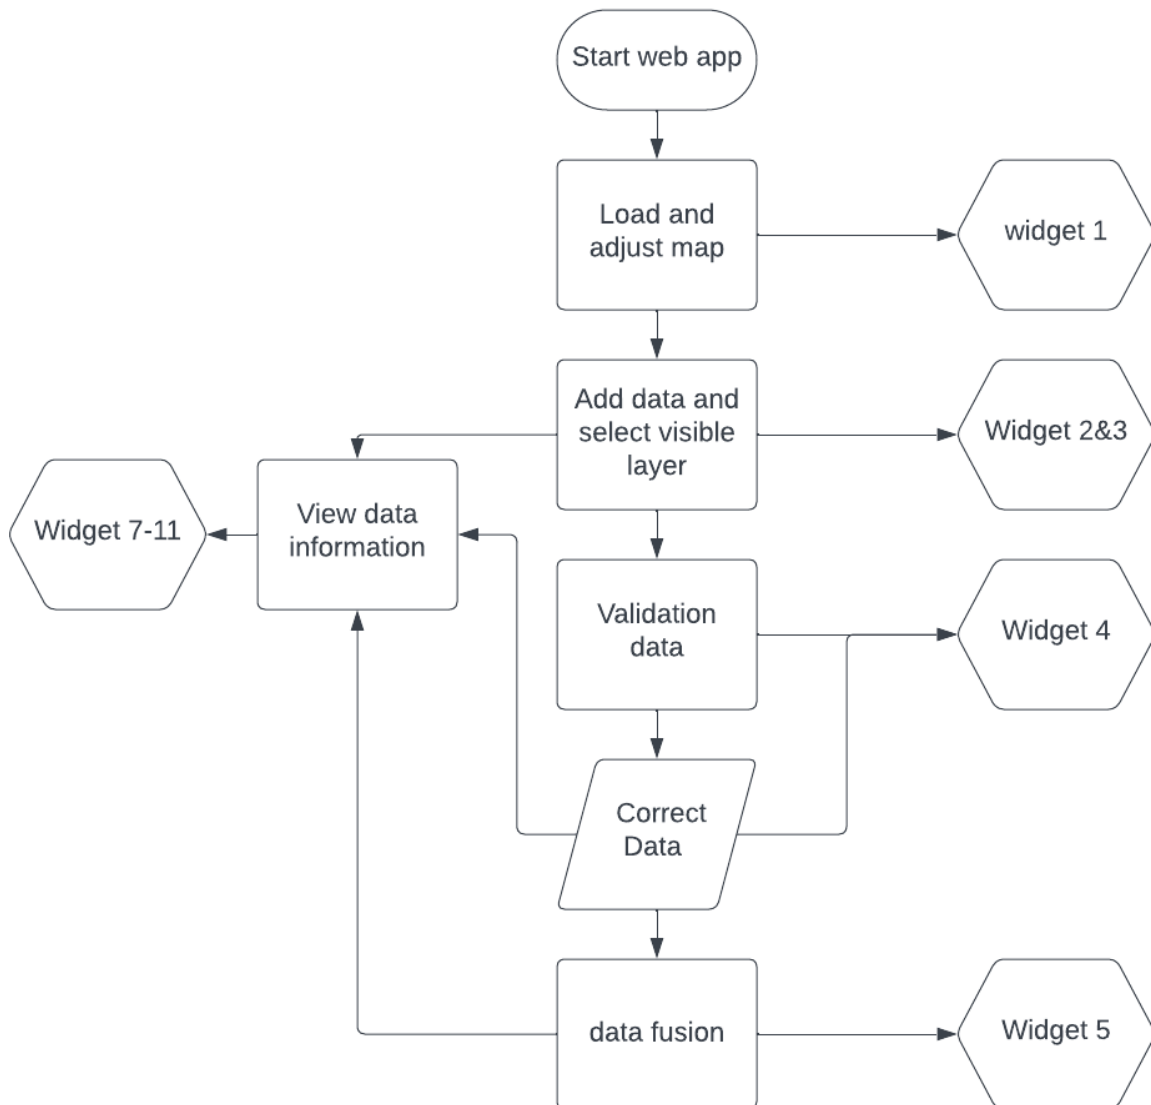 Start web app
Load and
adjust map
widget 1
Add data and
select visible
layer
Widget 2&3
View data
information
Widget 7-11
Validation
data
Widget 4
Correct
Data
data fusion
Widget 5